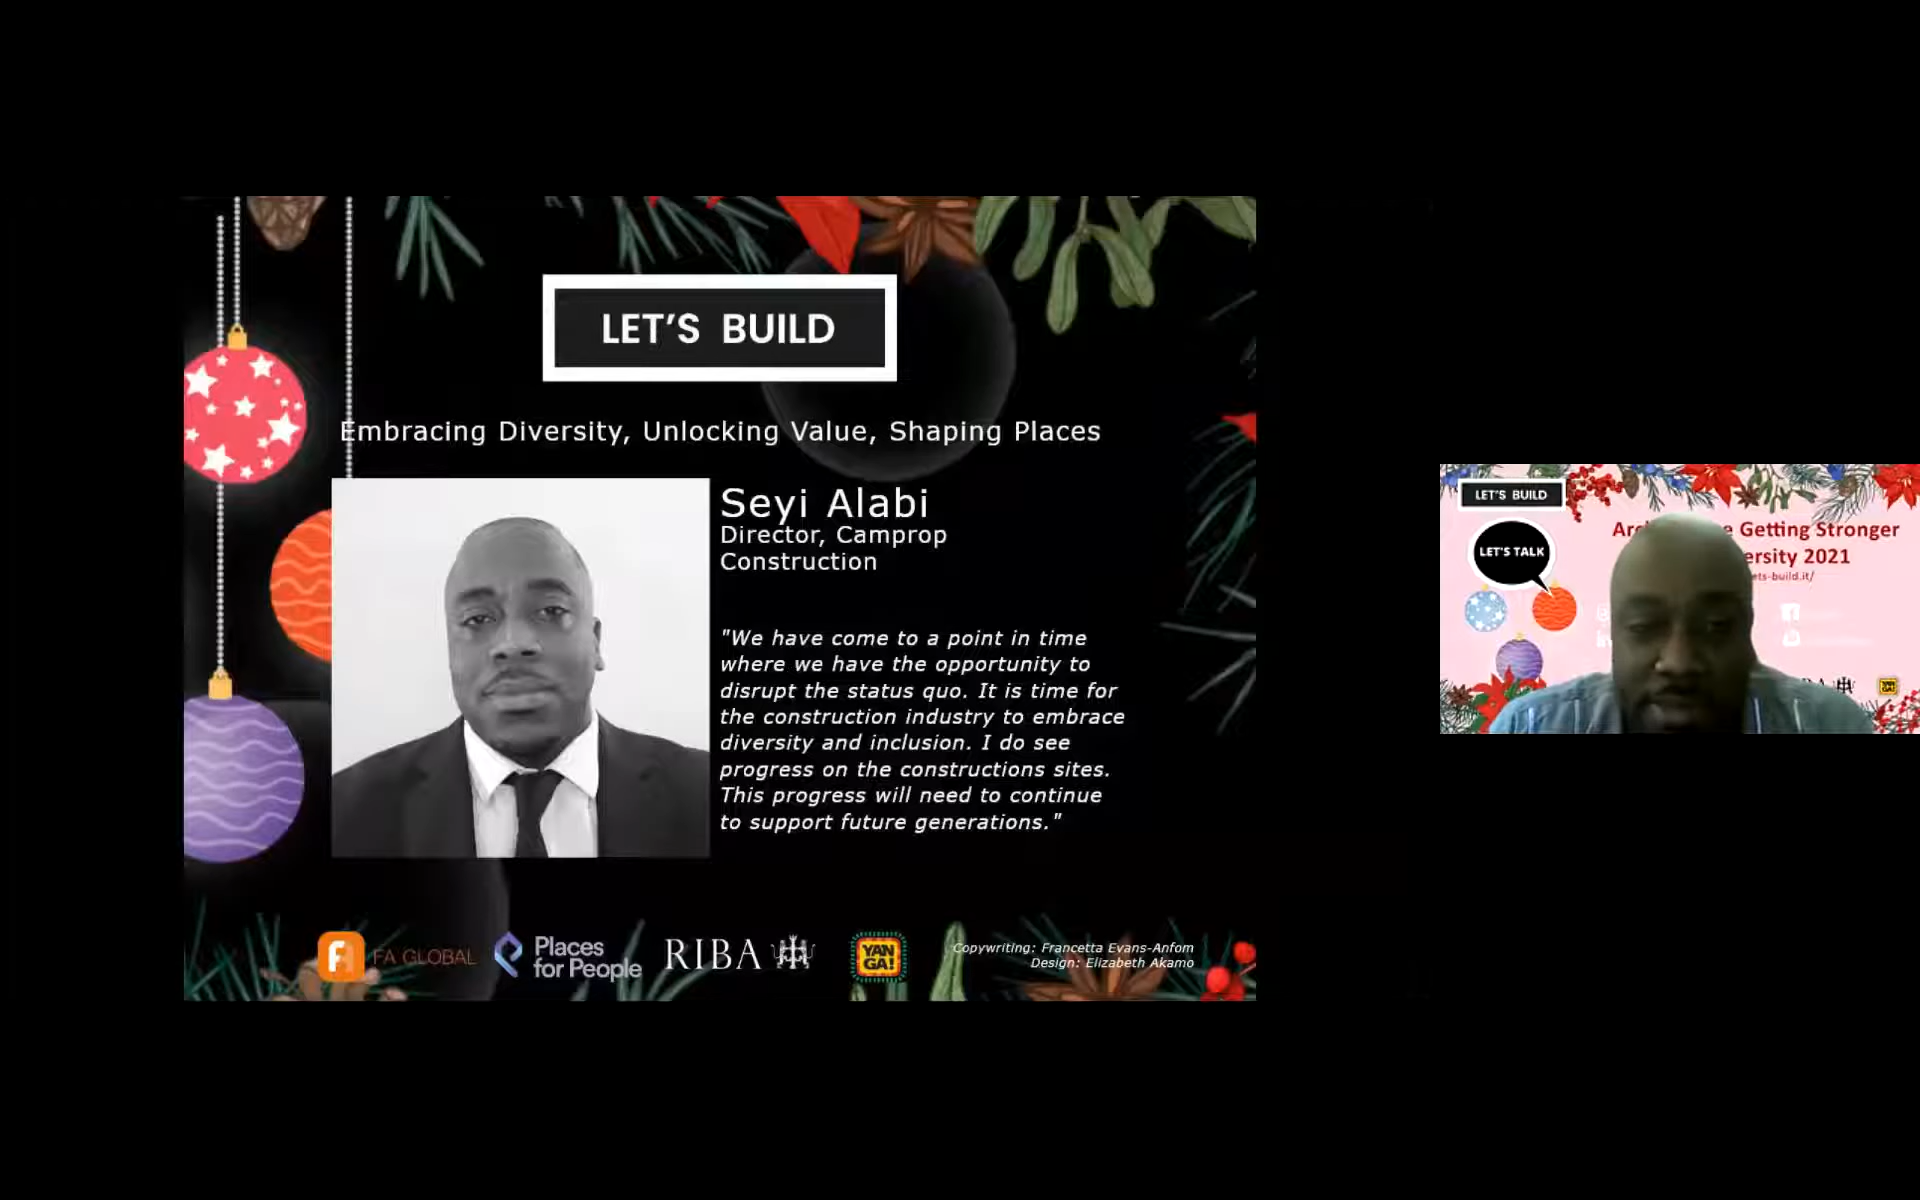 LET'S BUILD
Embracing Diversity, Unlocking Value, Shaping Places
Seyi Alabi
Director, Camprop
Construction
"We have come to a point in time
where we have the opportunity to
disrupt the status quo. It is time for
the construction industry to embrace
diversity and inclusion. I do see
progress on the constructions sites.
This progress will need to continue
to support future generations."
FA GLOBAL
Places
for People
RIBA
YAN
GA!
Copywriting: Francetta Evans-Anfom
Design: Elizabeth Akamo
LET'S BUILD
LET'S TALK
Getting Stronger
2021